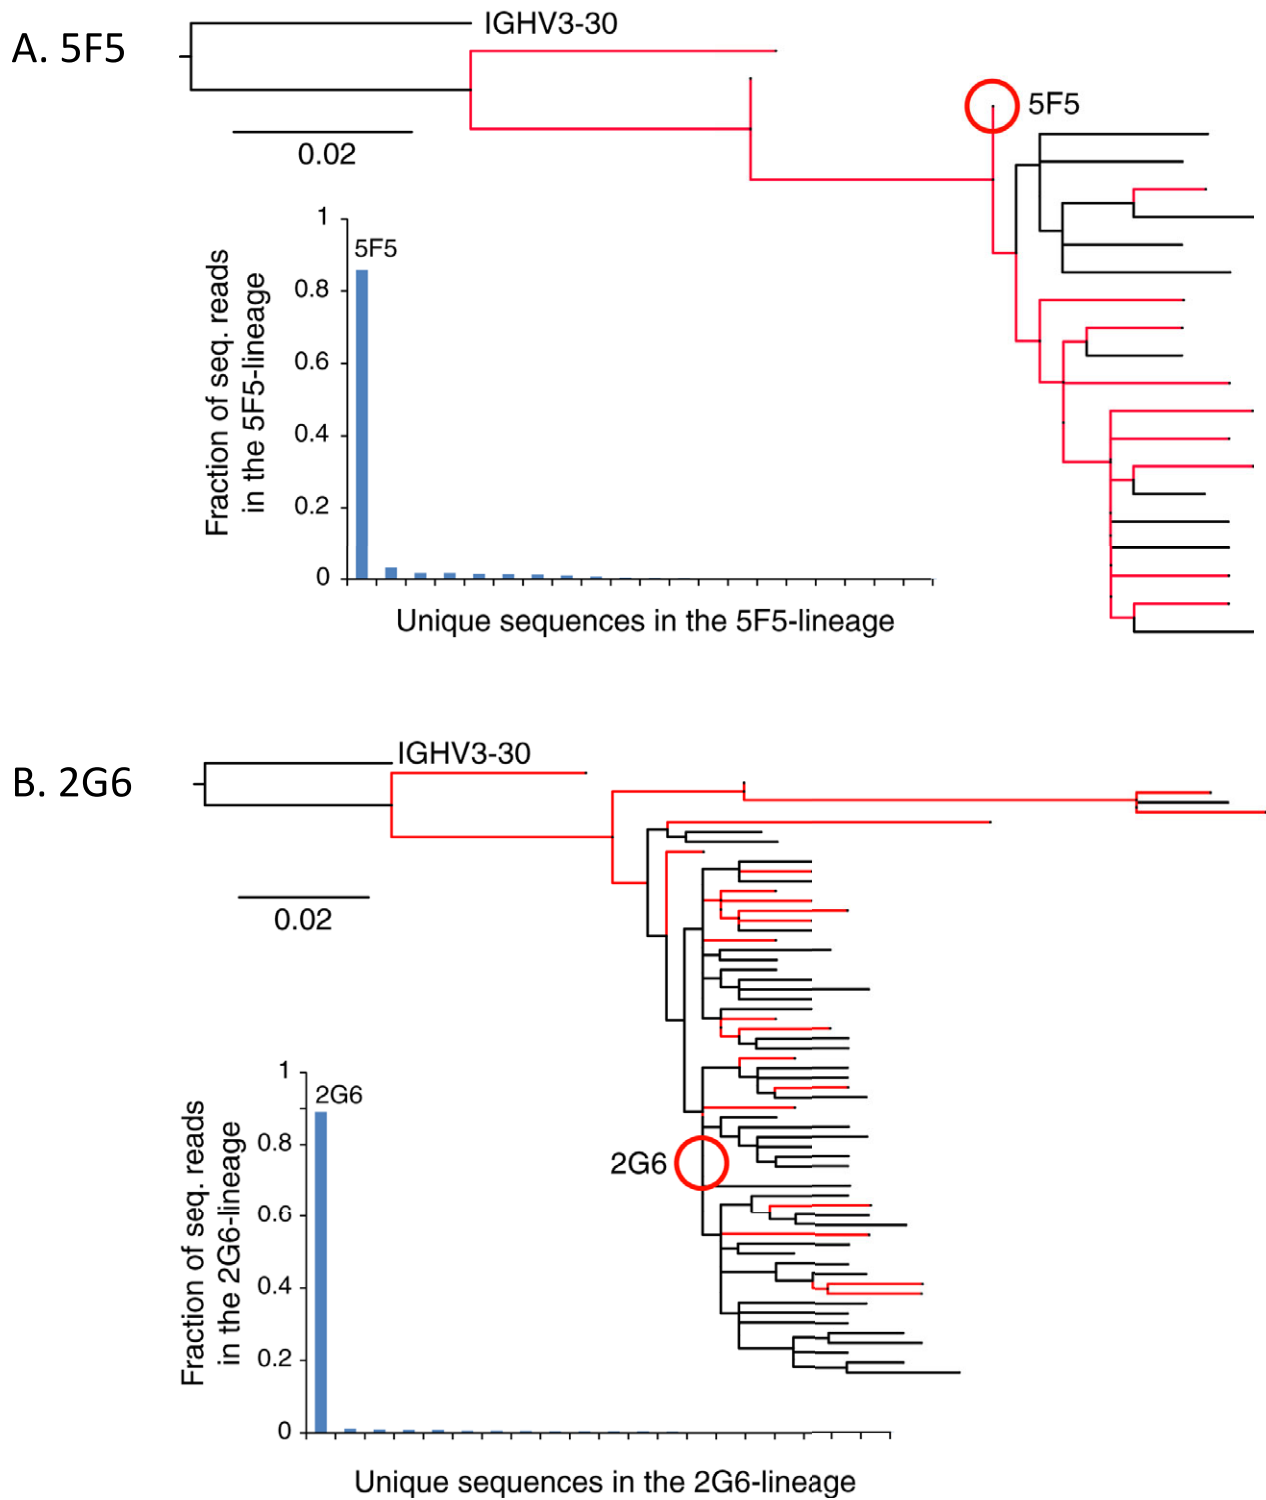 A. 5F5
IGHV3-30
5F5
0.02
Fraction of seq. reads
in the 5F5-lineage
1
0.8
0.6
0.4
0.2
0
5F5
Unique sequences in the 5F5-lineage
B. 2G6
IGHV3-30
0.02
2G6
Fraction of seq. reads
in the 2G6-lineage
1
0.8
0.6
0.4
0.2
0
2G6
Unique sequences in the 2G6-lineage